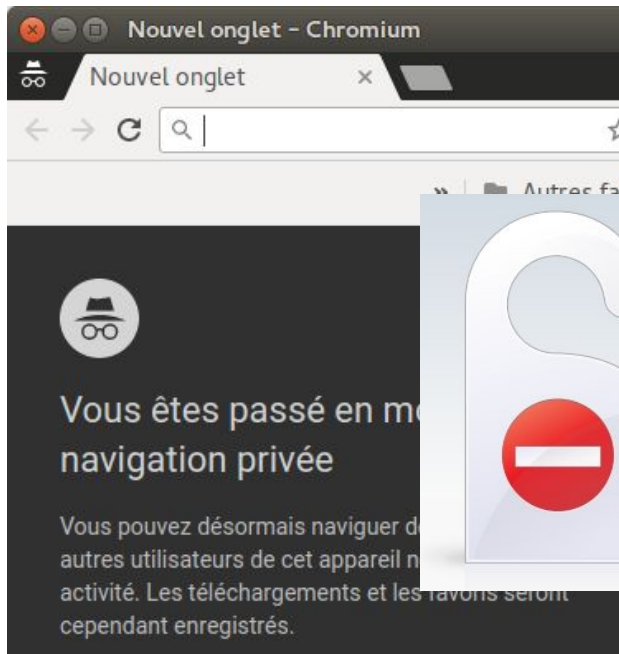 Nouvel onglet – Chromium
Nouvel onglet
» Autres fa
Vous êtes passé en m
navigation privée
Vous pouvez désormais naviguer d
autres utilisateurs de cet appareil n
activité. Les téléchargements et les favoris seront
cependant enregistrés.